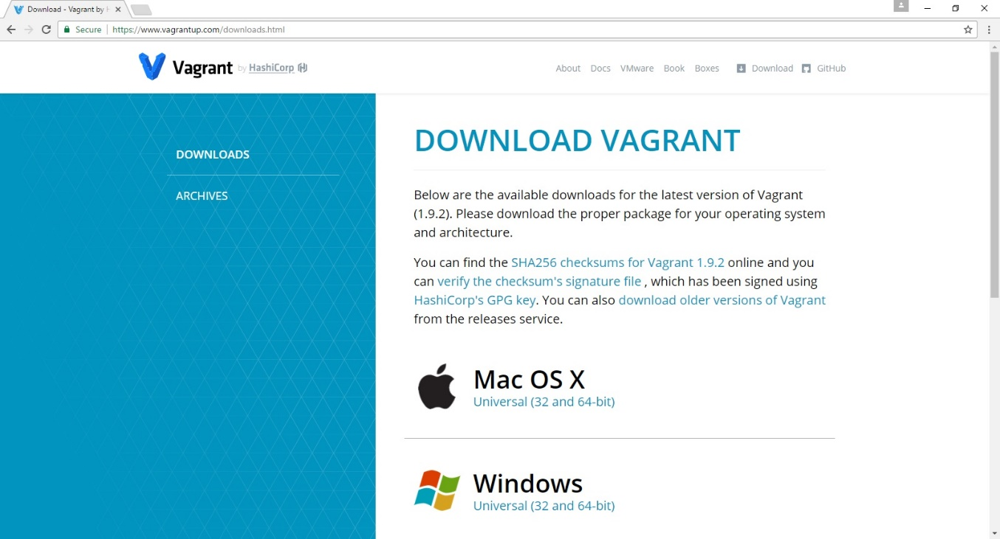 Download - Vagrant by H
Secure https://www.vagrantup.com/downloads.html
Vagrant by HashiCorp
About Docs VMware Book Boxes Download GitHub
DOWNLOADS
ARCHIVES
DOWNLOAD VAGRANT
Below are the available downloads for the latest version of Vagrant
(1.9.2). Please download the proper package for your operating system
and architecture.
You can find the SHA256 checksums for Vagrant 1.9.2 online and you
can verify the checksum's signature file , which has been signed using
HashiCorp's GPG key. You can also download older versions of Vagrant
from the releases service.
Mac OS X
Universal (32 and 64-bit)
Windows
Universal (32 and 64-bit)